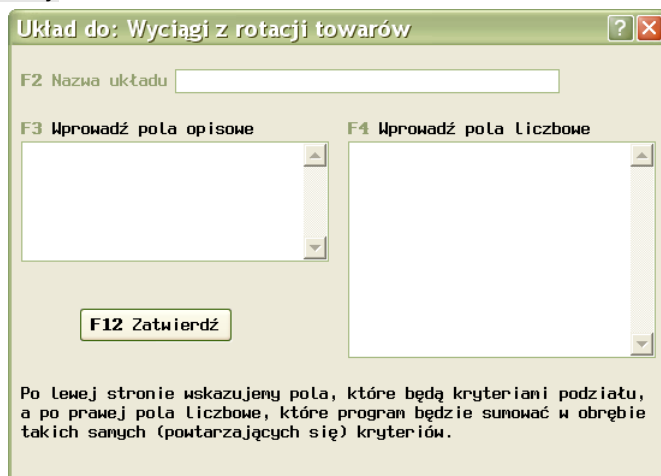 Układ do: Wyciągi z rotacji towarów
F2 Nazwa układu
F3 Wprowadź pola opisowe
F4 Wprowadź pola liczbowe
F12 Zatwierdź
Po lewej stronie wskazujemy pola, które będą kryteriami podziału,
a po prawej pola liczbowe, które program będzie sumować w obrębie
takich samych (powtarzających się) kryteriów.